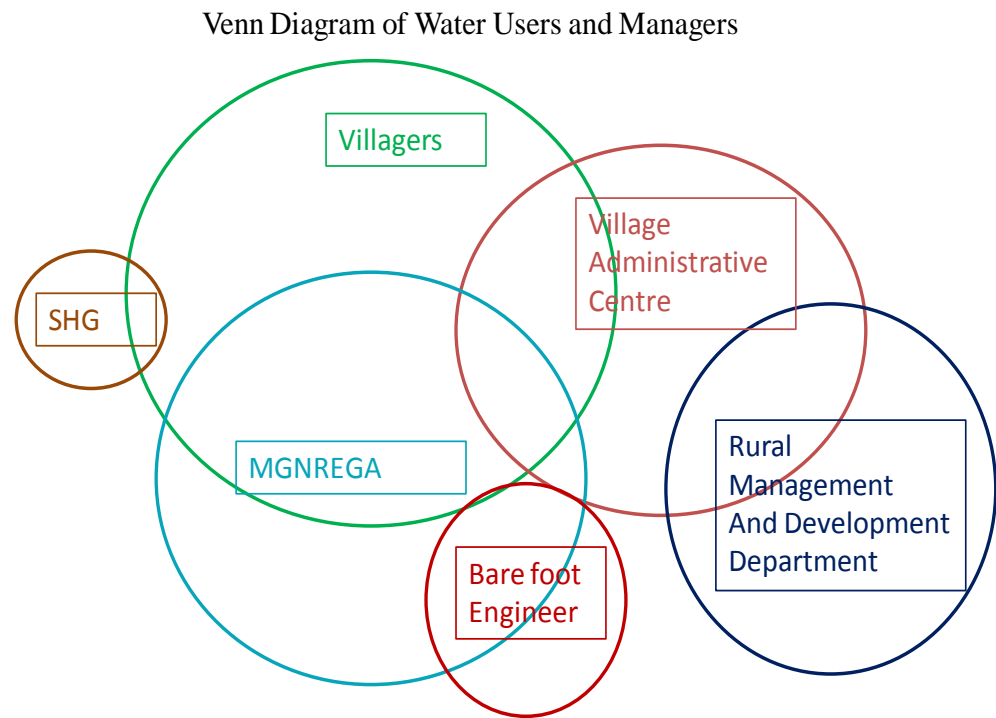 Venn Diagram of Water Users and Managers
Villagers
Village
Administrative
Centre
SHG
MGNREGA
Rural
Management
And Development
Department
Bare foot
Engineer